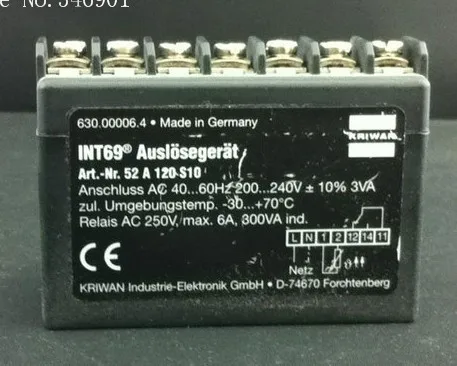 No.
630.00006.4 • Made in Germany
KRIWAN
INT69® Auslösegerät
Art.-Nr. 52 A 120 S10
Anschluss AC 40...60Hz 200...240V ± 10% 3VA
zul. Umgebungstemp. -30...+70°C
Relais AC 250V, max. 6A, 300VA ind.
L N 1 2 12 14 11
Netz ϑ
CE
KRIWAN Industrie-Elektronik GmbH • D-74670 Forchtenberg